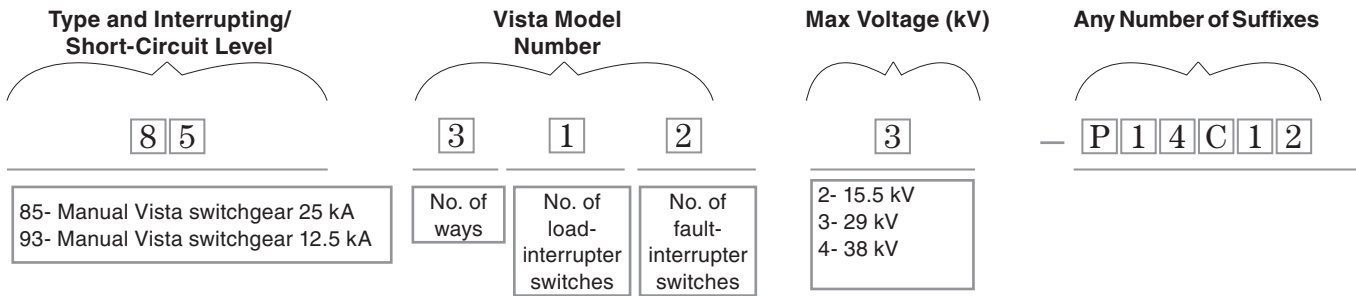 Type and Interrupting/
Short-Circuit Level
Vista Model
Number
Max Voltage (kV)
Any Number of Suffixes
8 5
3 1 2
3
– P 1 4 C 1 2
85- Manual Vista switchgear 25 kA
93- Manual Vista switchgear 12.5 kA
No. of
ways
No. of
load-
interrupter
switches
No. of
fault-
interrupter
switches
2- 15.5 kV
3- 29 kV
4- 38 kV